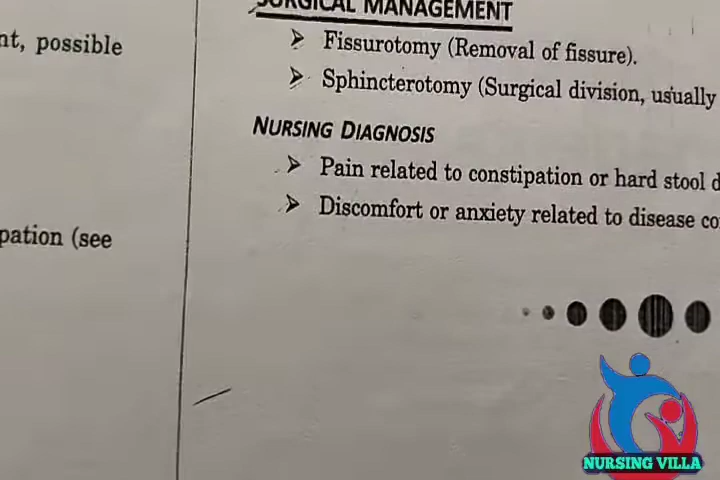 nt, possible
pation (see
SURGICAL MANAGEMENT
➢ Fissurotomy (Removal of fissure).
➢ Sphincterotomy (Surgical division, usually
NURSING DIAGNOSIS
➢ Pain related to constipation or hard stool d
➢ Discomfort or anxiety related to disease co
NURSING VILLA